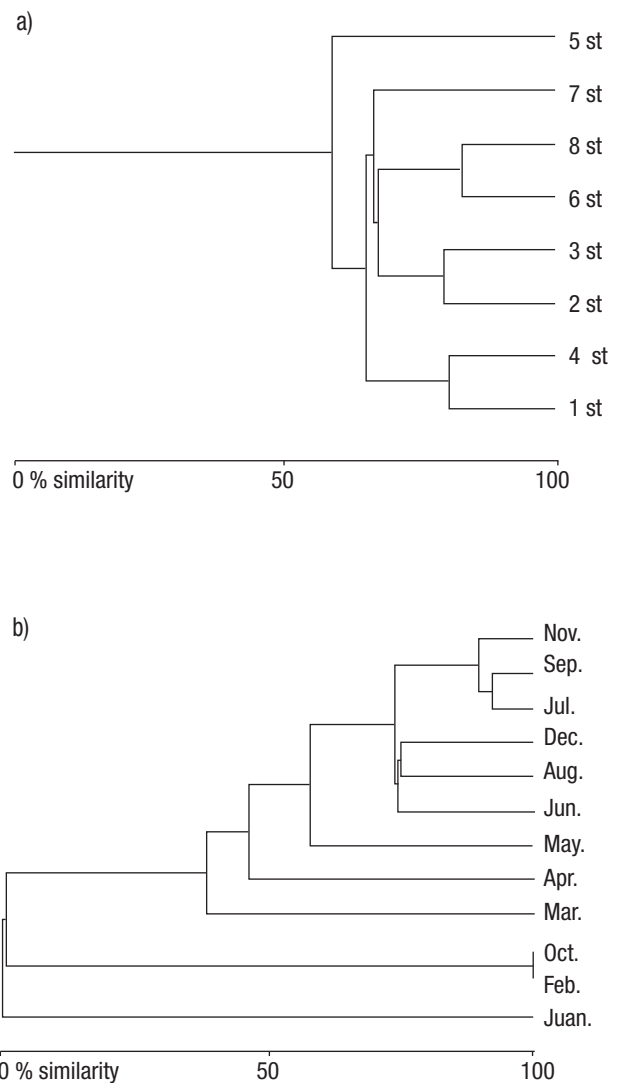 a)
5 st
7 st
8 st
6 st
3 st
2 st
4 st
1 st
0 % similarity 50 100
b)
Nov.
Sep.
Jul.
Dec.
Aug.
Jun.
May.
Apr.
Mar.
Oct.
Feb.
Juan.
0 % similarity 50 100